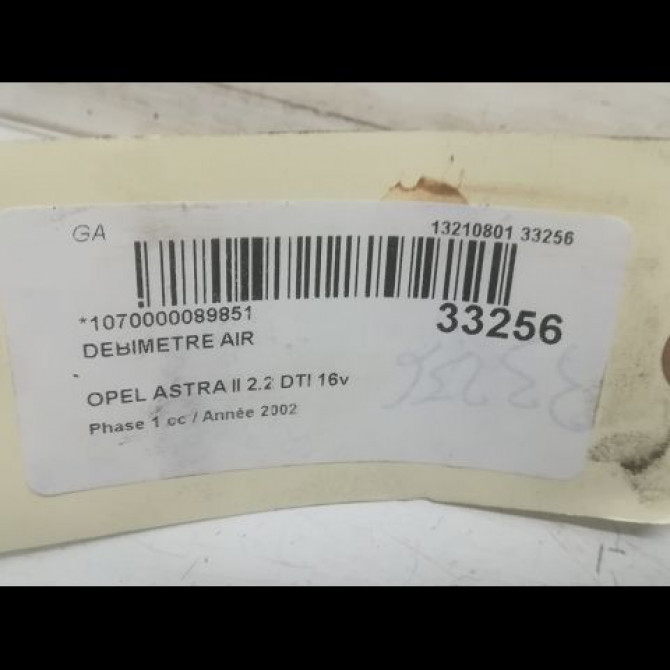 GA
13210801 33256
*1070000089851
33256
DEBIMETRE AIR
OPEL ASTRA II 2.2 DTI 16v
Phase 1 cc / Année 2002
33256